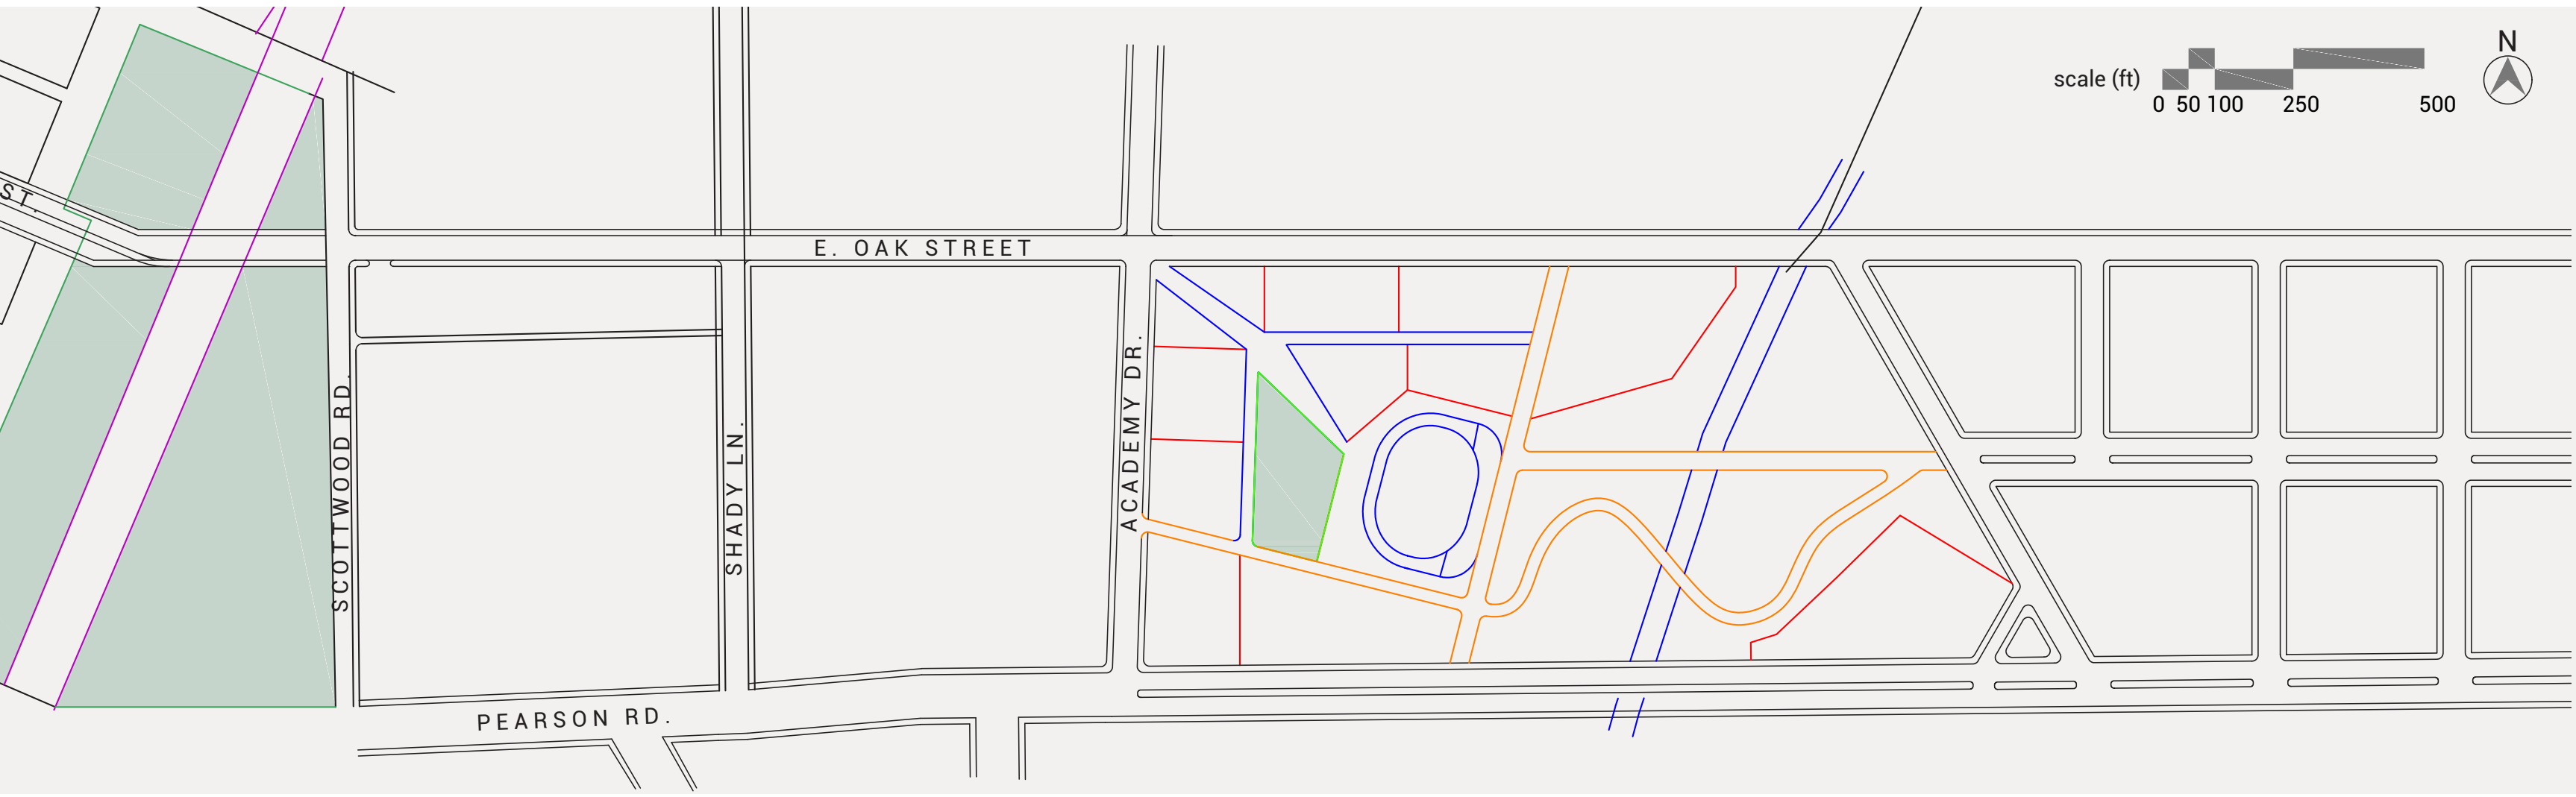 N
scale (ft)
0 50 100 250 500
ST.
E. OAK STREET
SCOTTWOOD RD.
SHADY LN.
ACADEMY DR.
PEARSON RD.